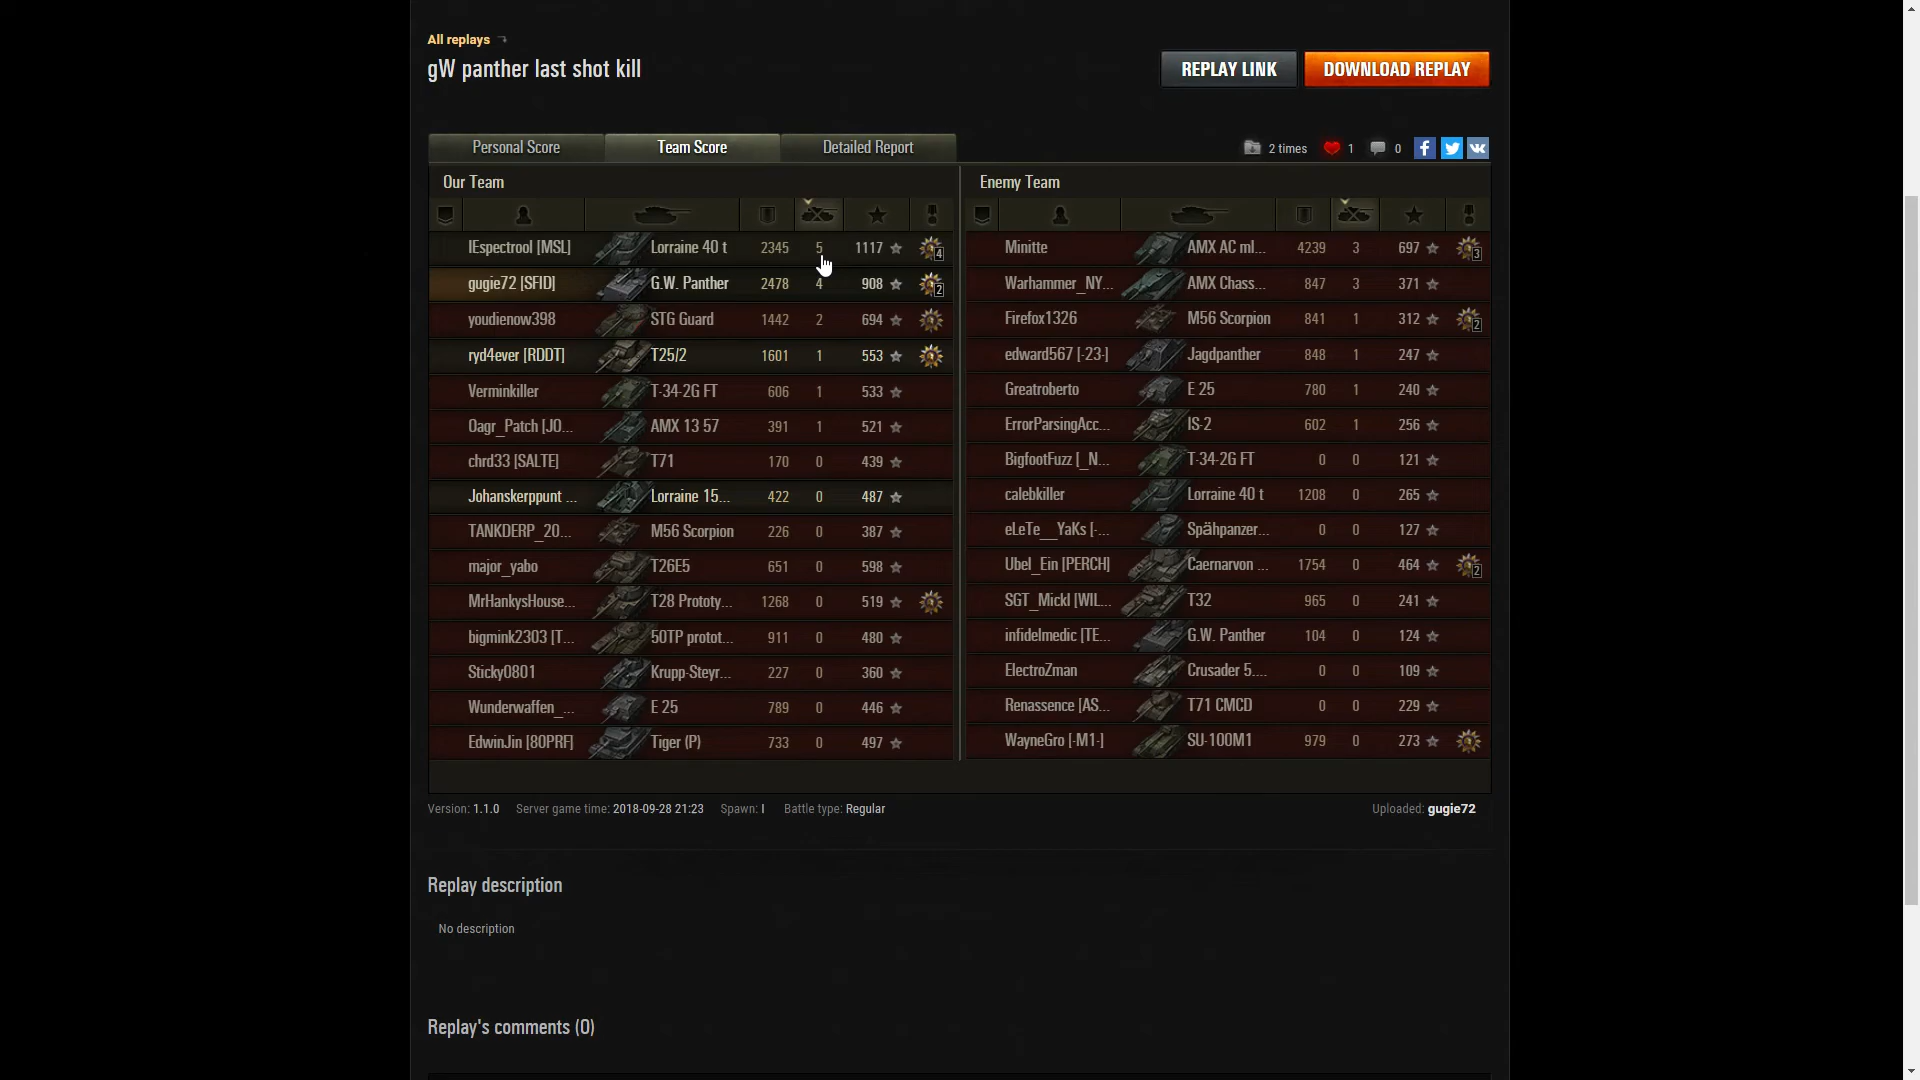 All replays
gW panther last shot kill
REPLAY LINK DOWNLOAD REPLAY
Personal Score Team Score Detailed Report
2 times 1 0
Our Team
IEspectrool [MSL] Lorraine 40 t 2345 5 1117 4
gugie72 [SFID] G.W. Panther 2478 4 908 2
youdienow398 STG Guard 1442 2 694
ryd4ever [RDDT] T25/2 1601 1 553
Verminkiller T-34-2G FT 606 1 533
Oagr_Patch [JO... AMX 13 57 391 1 521
chrd33 [SALTE] T71 170 0 439
Johanskerppunt ... Lorraine 15... 422 0 487
TANKDERP_20... M56 Scorpion 226 0 387
major_yabo T26E5 651 0 598
MrHankysHouse... T28 Prototy... 1268 0 519
bigmink2303 [T... 50TP protot... 911 0 480
Sticky0801 Krupp-Steyr... 227 0 360
Wunderwaffen_... E 25 789 0 446
EdwinJin [80PRF] Tiger (P) 733 0 497
Enemy Team
Minitte AMX AC ml... 4239 3 697 3
Warhammer_NY... AMX Chass... 847 3 371
Firefox1326 M56 Scorpion 841 1 312 2
edward567 [-23-] Jagdpanther 848 1 247
Greatroberto E 25 780 1 240
ErrorParsingAcc... IS-2 602 1 256
BigfootFuzz [_N... T-34-2G FT 0 0 121
calebkiller Lorraine 40 t 1208 0 265
eLeTe__YaKs [-... Spähpanzer... 0 0 127
Ubel_Ein [PERCH] Caernarvon ... 1754 0 464 2
SGT_Mickl [WIL... T32 965 0 241
infidelmedic [TE... G.W. Panther 104 0 124
ElectroZman Crusader 5.... 0 0 109
Renassence [AS... T71 CMCD 0 0 229
WayneGro [-M1-] SU-100M1 979 0 273
Version: 1.1.0 Server game time: 2018-09-28 21:23 Spawn: I Battle type: Regular Uploaded: gugie72
Replay description
No description
Replay's comments (0)